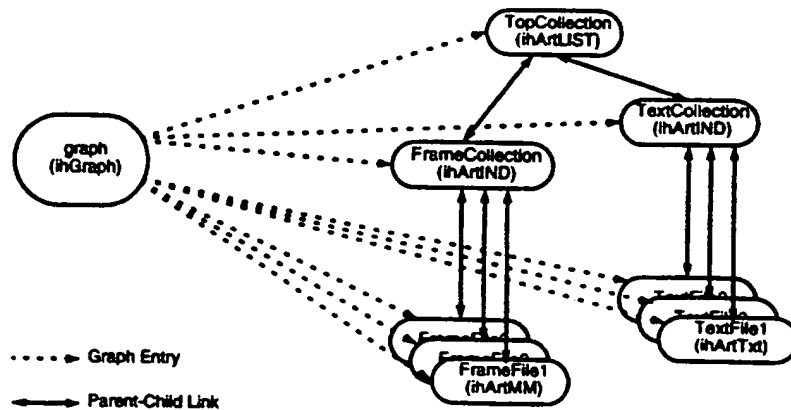 TopCollection
(ihArtLIST)
TextCollection
(ihArtIND)
graph
(ihGraph)
FrameCollection
(ihArtIND)
TextFile1
(ihArtTxt)
FrameFile1
(ihArtMM)
Graph Entry
Parent-Child Link